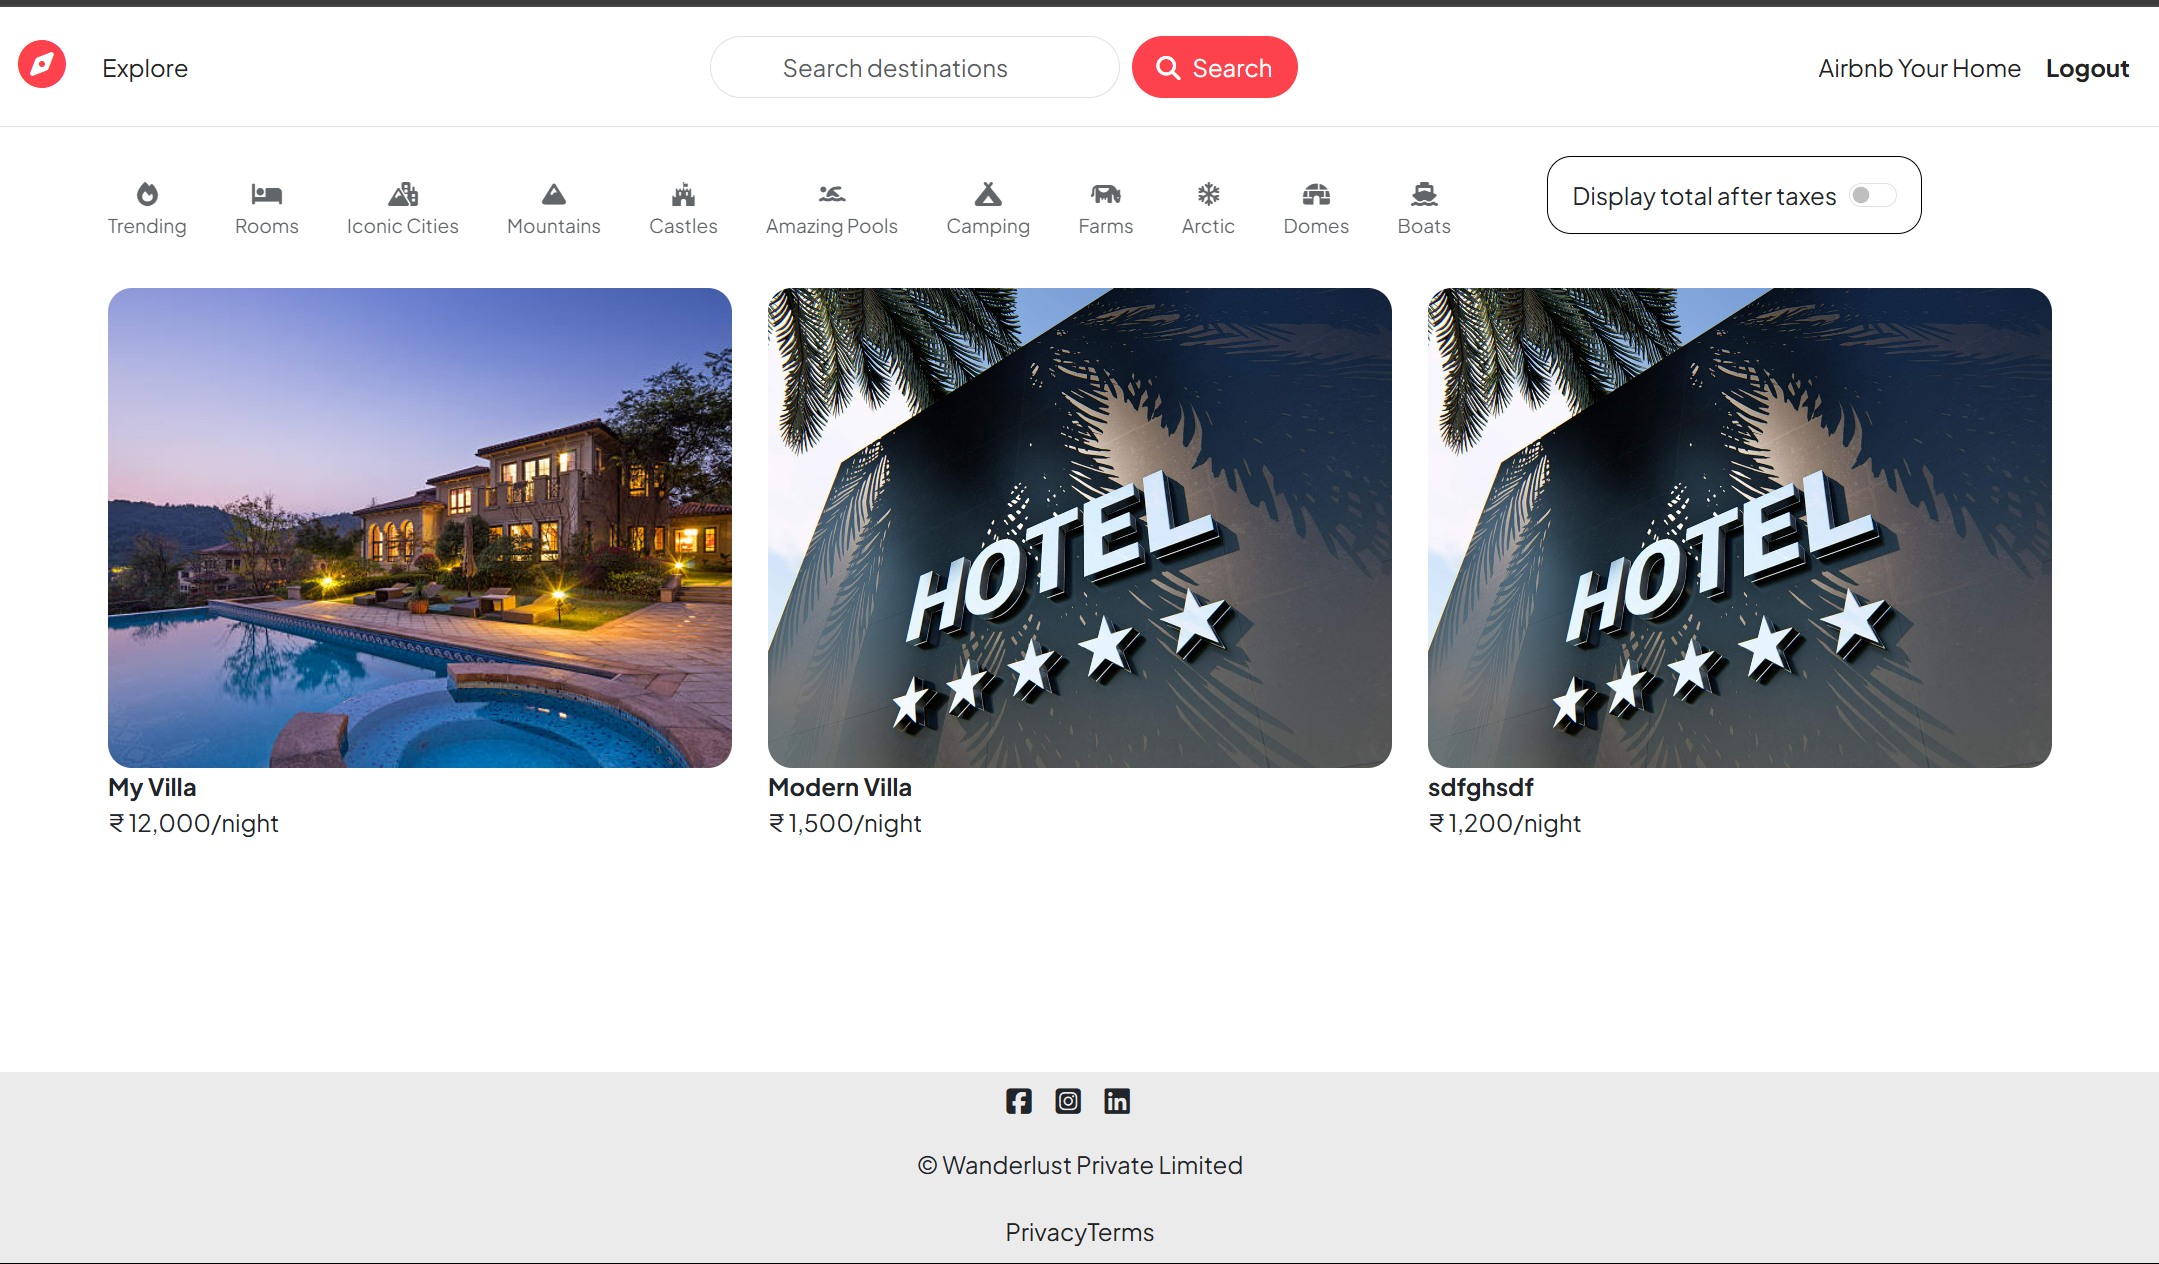 Explore
Search destinations
Search
Airbnb Your Home
Logout
Trending
Rooms
Iconic Cities
Mountains
Castles
Amazing Pools
Camping
Farms
Arctic
Domes
Boats
Display total after taxes
HOTEL
HOTEL
My Villa
₹12,000/night
Modern Villa
₹1,500/night
sdfghsdf
₹1,200/night
© Wanderlust Private Limited
PrivacyTerms